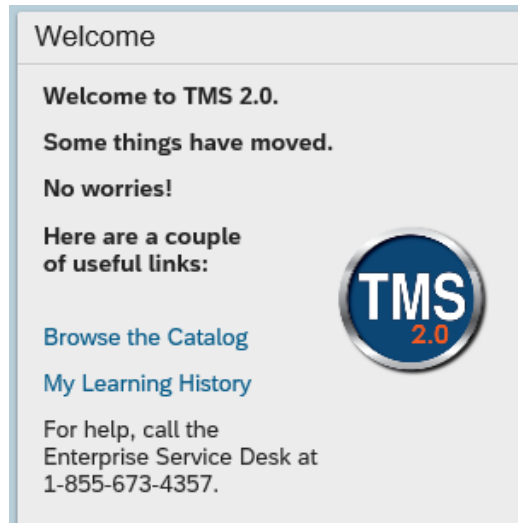 Welcome
Welcome to TMS 2.0.
Some things have moved.
No worries!
Here are a couple
of useful links:
TMS
2.0
Browse the Catalog
My Learning History
For help, call the
Enterprise Service Desk at
1-855-673-4357.